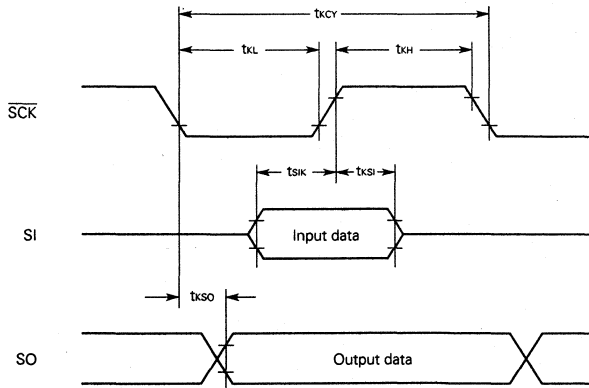 tKCY
tKL
tKH
SCK
tSIK
tKSI
SI
Input data
tKSO
SO
Output data